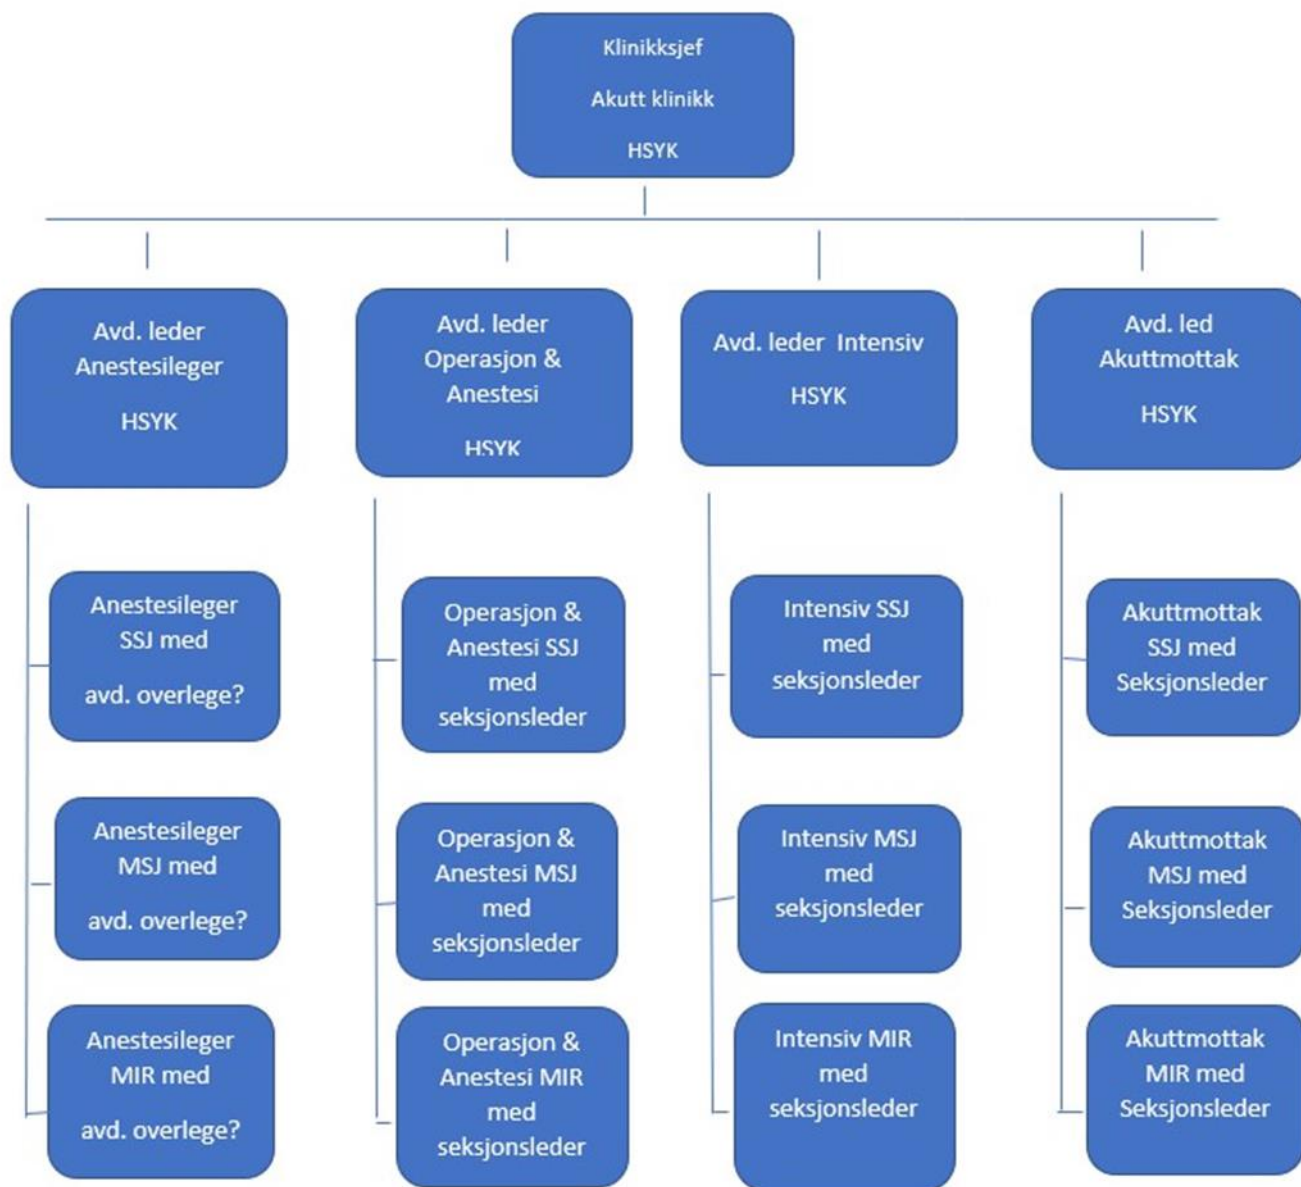 Klinikksjef
Akutt klinikk
HSYK
Avd. leder
Anestesileger
HSYK
Avd. leder
Operasjon &
Anestesi
HSYK
Avd. leder Intensiv
HSYK
Avd. led
Akuttmottak
HSYK
Anestesileger
SSJ med
avd. overlege?
Operasjon &
Anestesi SSJ
med
seksjonsleder
Intensiv SSJ
med
seksjonsleder
Akuttmottak
SSJ med
Seksjonsleder
Anestesileger
MSJ med
avd. overlege?
Operasjon &
Anestesi MSJ
med
seksjonsleder
Intensiv MSJ
med
seksjonsleder
Akuttmottak
MSJ med
Seksjonsleder
Anestesileger
MIR med
avd. overlege?
Operasjon &
Anestesi MIR
med
seksjonsleder
Intensiv MIR
med
seksjonsleder
Akuttmottak
MIR med
Seksjonsleder